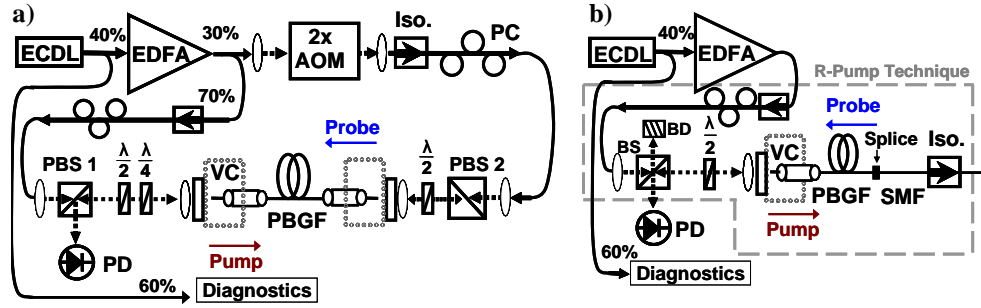 a)
ECDL
40%
EDFA
30%
2x
AOM
Iso.
PC
70%
Probe
PBS 1
λ
2
λ
4
VC
PBGF
λ
2
PBS 2
Pump
PD
60%
Diagnostics
b)
ECDL
40%
EDFA
R-Pump Technique
Probe
BD
BS
λ
2
VC
PBGF
Splice
SMF
Iso.
Pump
PD
60%
Diagnostics